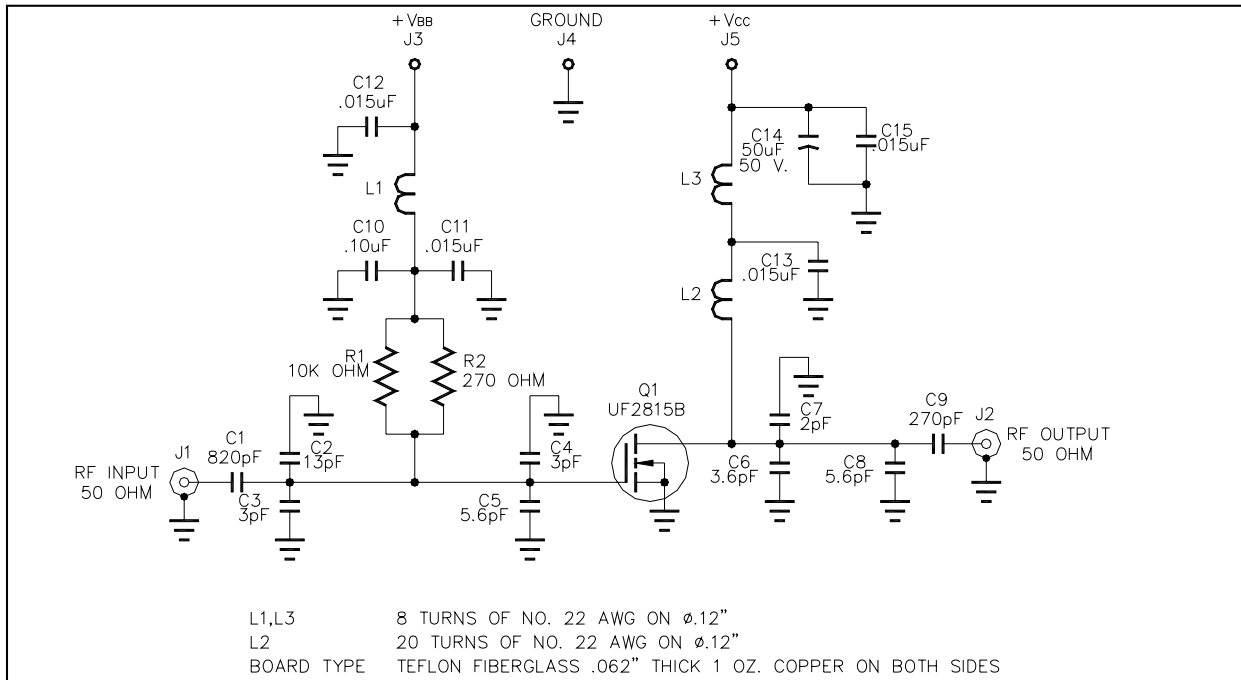 +VBB
J3
GROUND
J4
+Vcc
J5
C12
.015uF
L1
C10
.10uF
C11
.015uF
C14
50uF
50 V.
C15
.015uF
L3
C13
.015uF
L2
R1
10K OHM
R2
270 OHM
Q1
UF2815B
J1
RF INPUT
50 OHM
C1
820pF
C2
13pF
C3
3pF
C4
3pF
C5
5.6pF
C7
2pF
C6
3.6pF
C8
5.6pF
C9
270pF
J2
RF OUTPUT
50 OHM
L1,L3 8 TURNS OF NO. 22 AWG ON ø.12"
L2 20 TURNS OF NO. 22 AWG ON ø.12"
BOARD TYPE TEFLON FIBERGLASS .062" THICK 1 OZ. COPPER ON BOTH SIDES